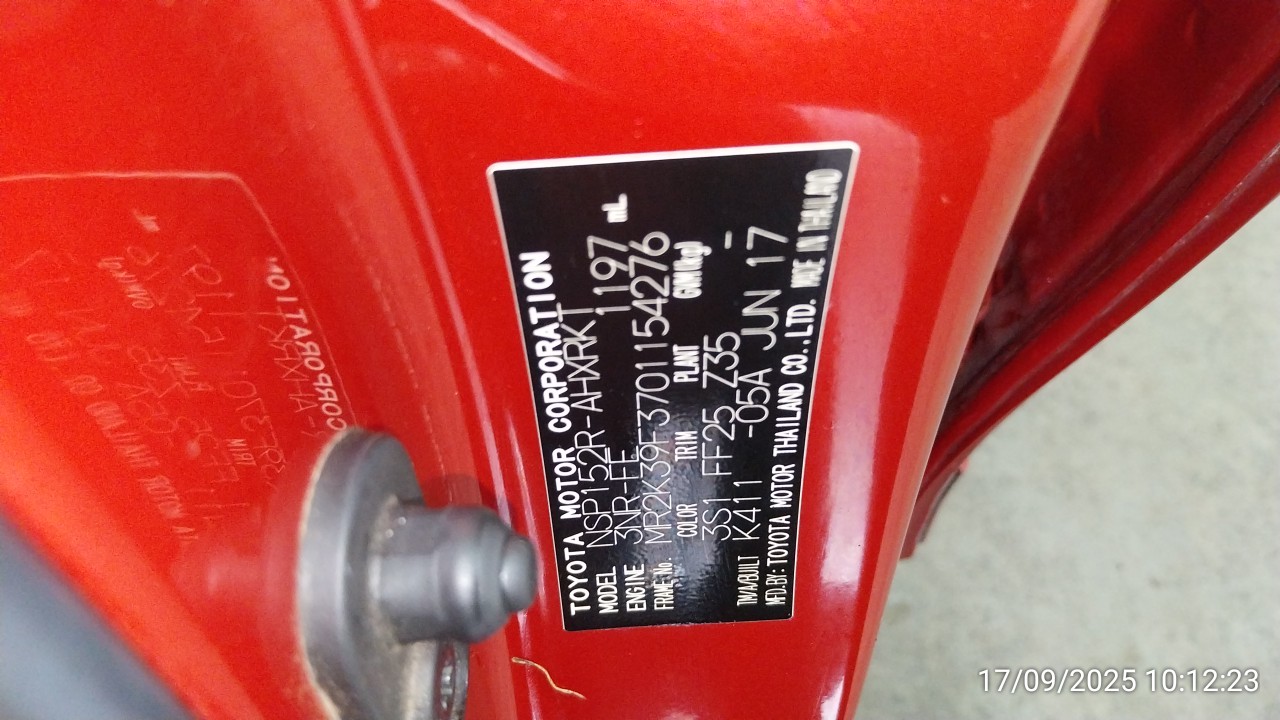 TOYOTA MOTOR CORPORATION
MODEL NSP152R-AHXRKT
ENGINE 3NR-FE 1197 mL
FRAME No. MR2K39F3701154276
COLOR TRIM PLANT GVM(kg)
3S1 FF25 Z35 -
TM/A/BUILT K411 -05A JUN 17
MFD.BY: TOYOTA MOTOR THAILAND CO.,LTD. MADE IN THAILAND
17/09/2025 10:12:23